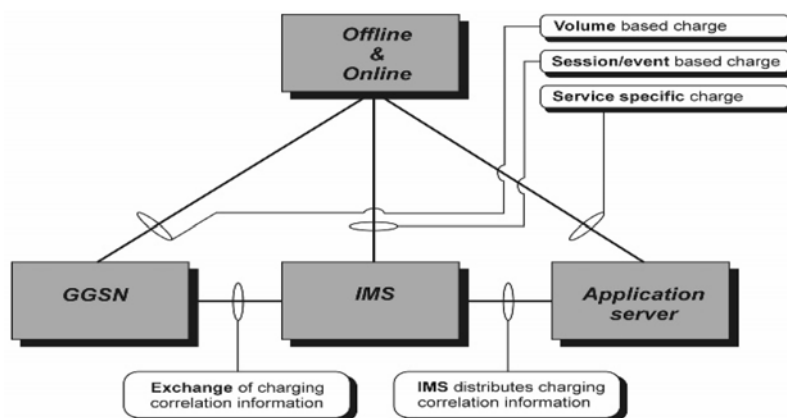 Offline
&
Online
Volume based charge
Session/event based charge
Service specific charge
GGSN
IMS
Application
server
Exchange of charging
correlation information
IMS distributes charging
correlation information